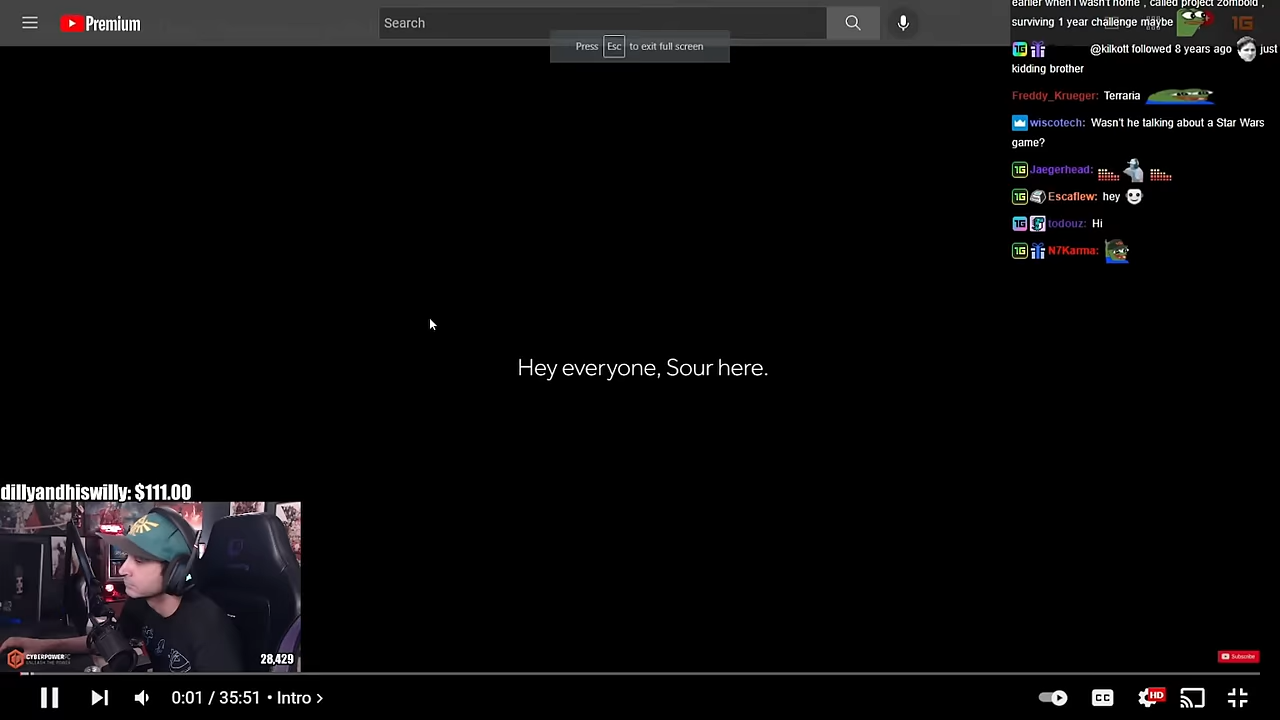 Premium
Search
Press Esc to exit full screen
earlier when I wasn't home , called project zomboid ,
surviving 1 year challenge maybe
@kilkott followed 8 years ago just
kidding brother
Freddy_Krueger: Terraria
wiscotech: Wasn't he talking about a Star Wars
game?
Jaegerhead:
Escaflew: hey
todouz: Hi
N7Karma:
Hey everyone, Sour here.
dillyandhiswilly: $111.00
CYBERPOWERPC
28,429
Subscribe
0:01 / 35:51 • Intro >
CC
HD